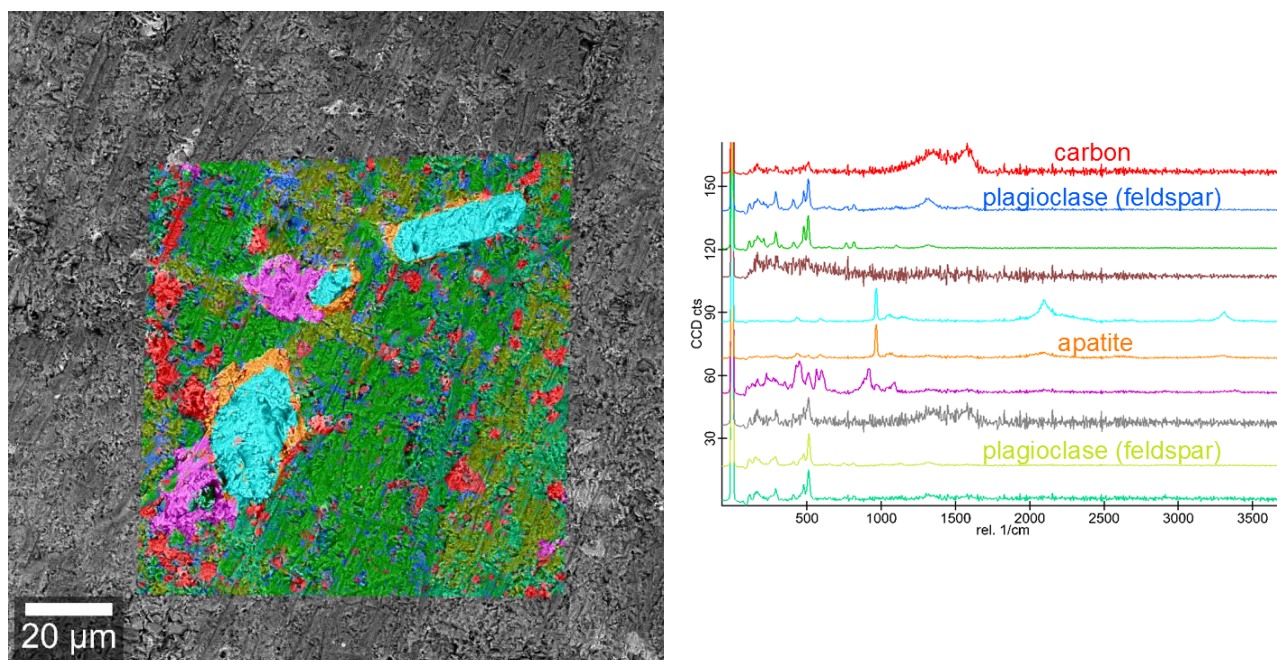 20 µm
carbon
plagioclase (feldspar)
apatite
plagioclase (feldspar)
CCD cts
150
120
90
60
30
500 1000 1500 2000 2500 3000 3500
rel. 1/cm